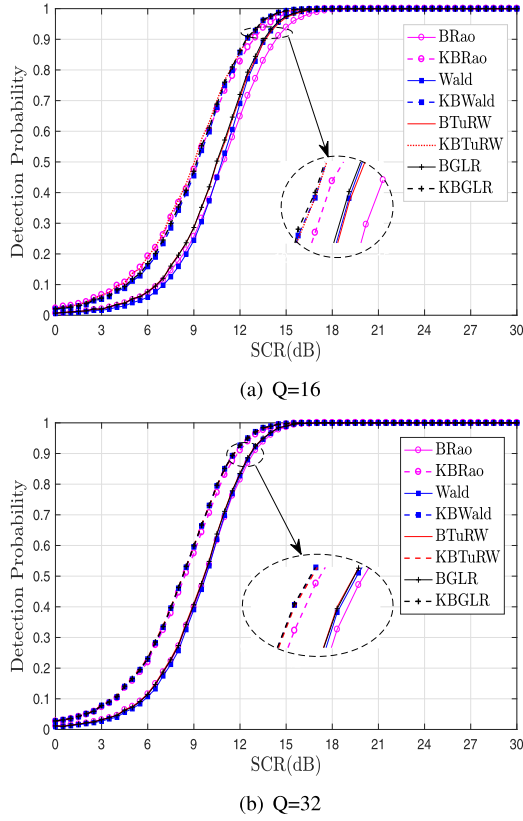 1
0.9
0.8
0.7
0.6
0.5
0.4
0.3
0.2
0.1
0
Detection Probability
BRao
KBRao
Wald
KBWald
BTuRW
KBTuRW
BGLR
KBGLR
0 3 6 9 12 15 18 21 24 27 30
SCR(dB)
(a) Q=16
1
0.9
0.8
0.7
0.6
0.5
0.4
0.3
0.2
0.1
0
Detection Probability
BRao
KBRao
Wald
KBWald
BTuRW
KBTuRW
BGLR
KBGLR
0 3 6 9 12 15 18 21 24 27 30
SCR(dB)
(b) Q=32